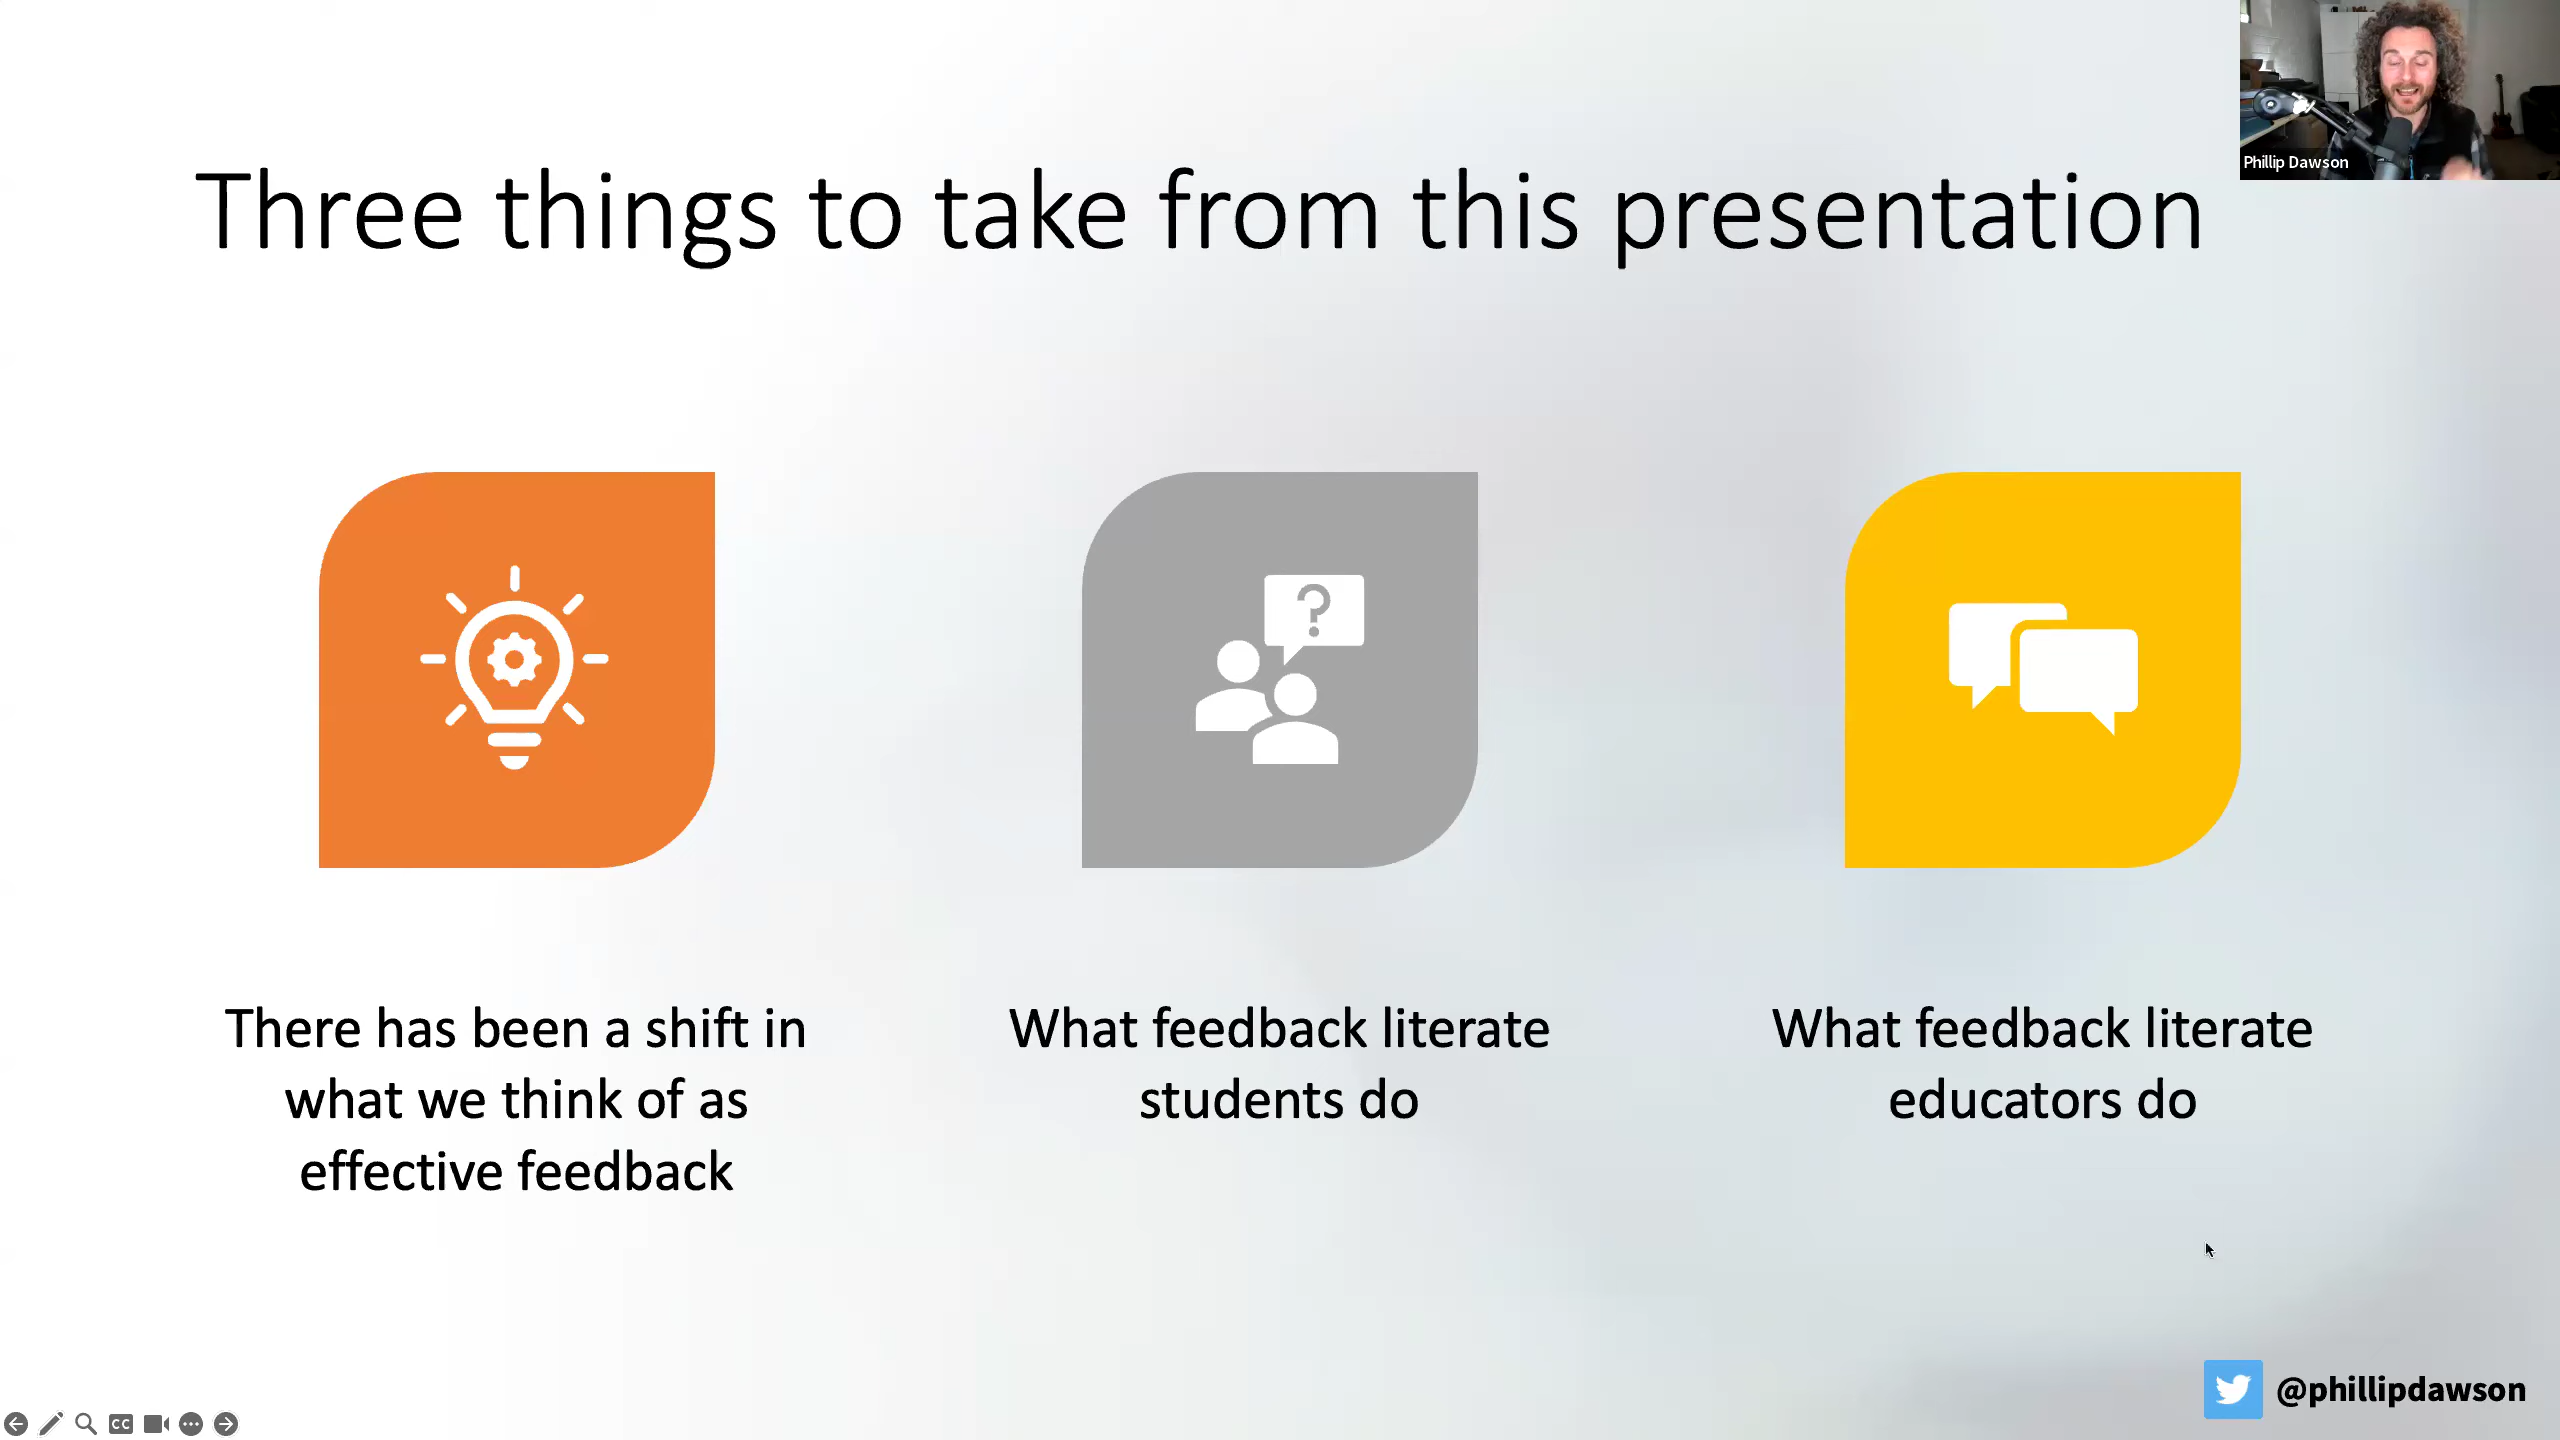 Phillip Dawson
Three things to take from this presentation
?
There has been a shift in
what we think of as
effective feedback
What feedback literate
students do
What feedback literate
educators do
@phillipdawson
CC